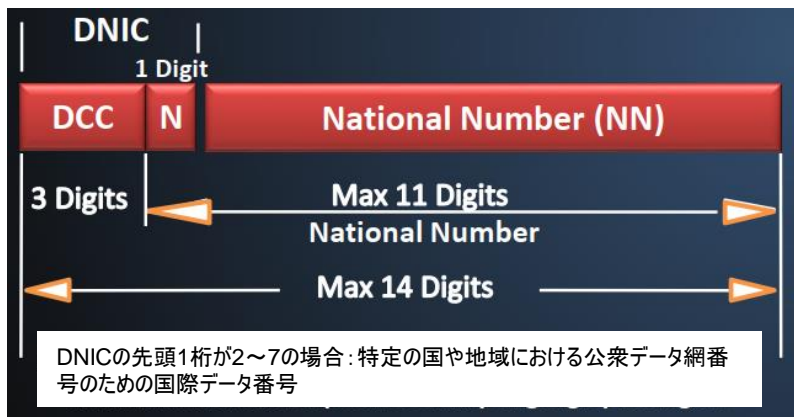 DNIC
1 Digit
DCC
N
National Number (NN)
3 Digits
Max 11 Digits
National Number
Max 14 Digits
DNICの先頭1桁が2～7の場合：特定の国や地域における公衆データ網番
号のための国際データ番号